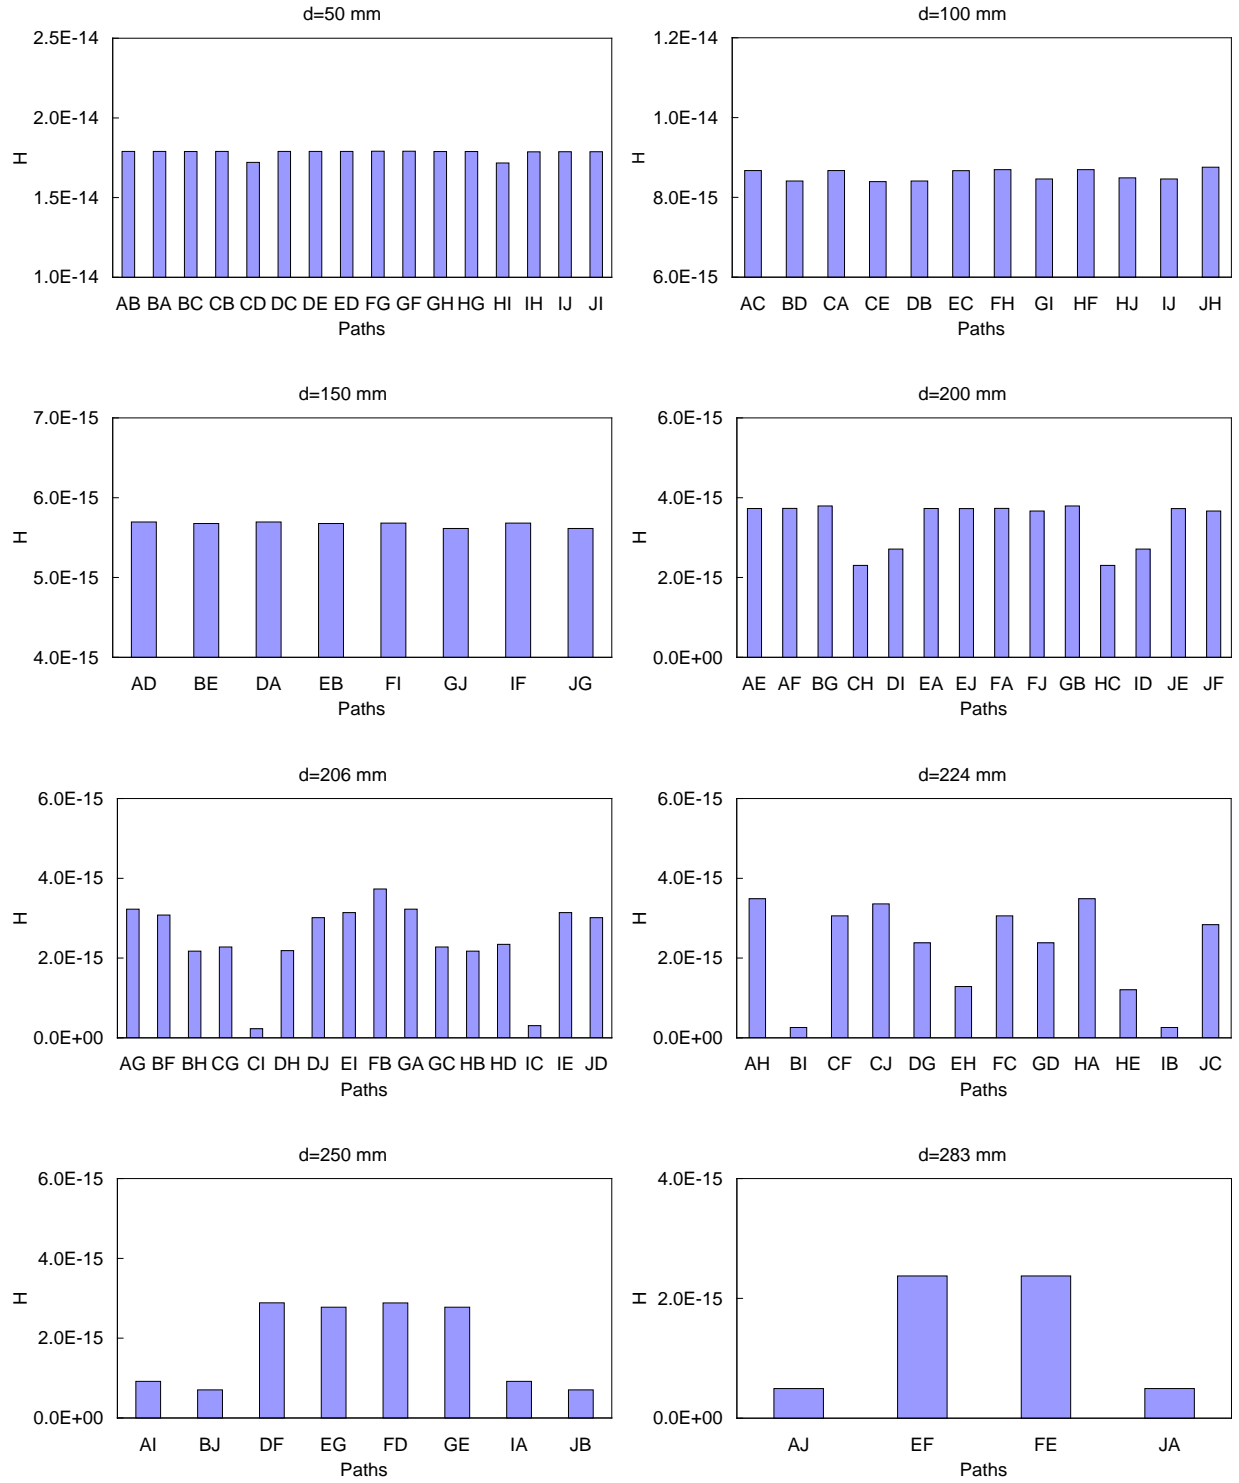 d=50 mm
2.5E-14
2.0E-14
1.5E-14
1.0E-14
H
AB BA BC CB CD DC DE ED FG GF GH HG HI IH IJ JI
Paths
d=100 mm
1.2E-14
1.0E-14
8.0E-15
6.0E-15
H
AC BD CA CE DB EC FH GI HF HJ IJ JH
Paths
d=150 mm
7.0E-15
6.0E-15
5.0E-15
4.0E-15
H
AD BE DA EB FI GJ IF JG
Paths
d=200 mm
6.0E-15
4.0E-15
2.0E-15
0.0E+00
H
AE AF BG CH DI EA EJ FA FJ GB HC ID JE JF
Paths
d=206 mm
6.0E-15
4.0E-15
2.0E-15
0.0E+00
H
AG BF BH CG CI DH DJ EI FB GA GC HB HD IC IE JD
Paths
d=224 mm
6.0E-15
4.0E-15
2.0E-15
0.0E+00
H
AH BI CF CJ DG EH FC GD HA HE IB JC
Paths
d=250 mm
6.0E-15
4.0E-15
2.0E-15
0.0E+00
H
AI BJ DF EG FD GE IA JB
Paths
d=283 mm
4.0E-15
2.0E-15
0.0E+00
H
AJ EF FE JA
Paths